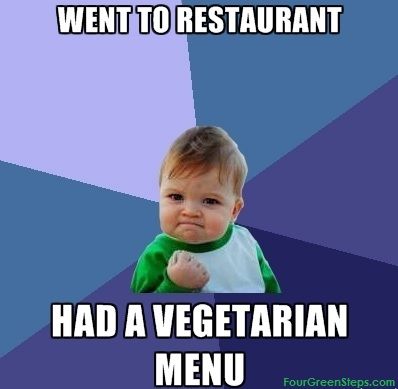 WENT TO RESTAURANT
HAD A VEGETARIAN
MENU
FourGreenSteps.com